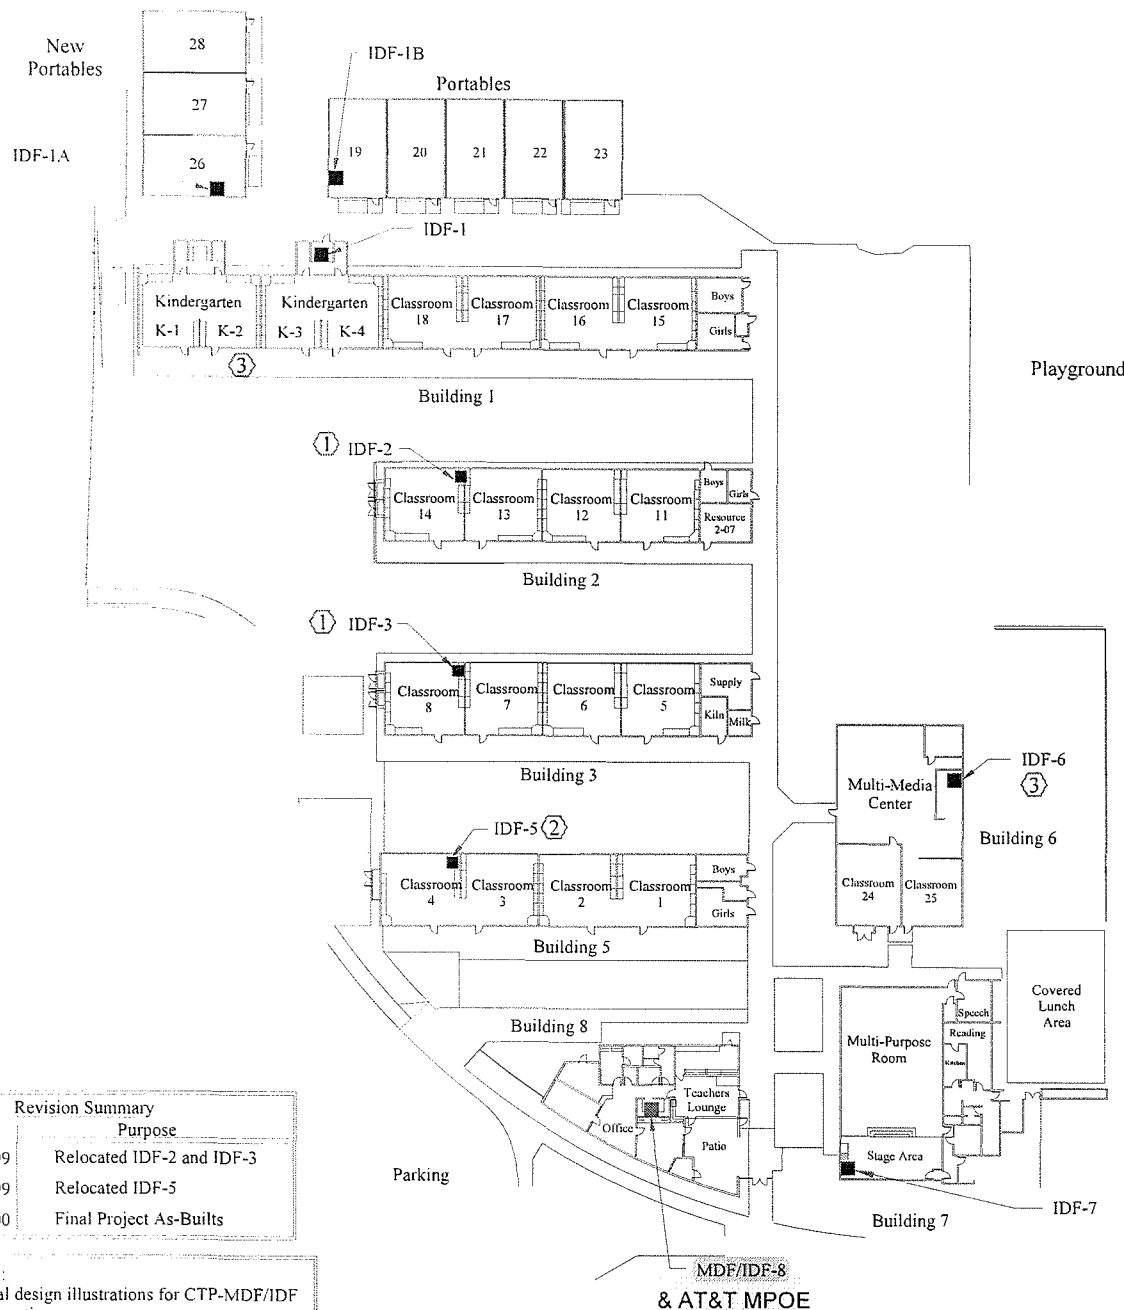 New
Portables
28
27
26
IDF-1A
IDF-1B
Portables
19
20
21
22
23
IDF-1
Kindergarten
K-1
K-2
Kindergarten
K-3
K-4
Classroom
18
Classroom
17
Classroom
16
Classroom
15
Boys
Girls
3
Building 1
Playground
1
IDF-2
Classroom
14
Classroom
13
Classroom
12
Classroom
11
Boys
Girls
Resource
2-07
Building 2
1
IDF-3
Classroom
8
Classroom
7
Classroom
6
Classroom
5
Supply
Kiln
Milk
Building 3
Multi-Media
Center
IDF-6
3
Building 6
Classroom
24
Classroom
25
IDF-5
2
Classroom
4
Classroom
3
Classroom
2
Classroom
1
Boys
Girls
Building 5
Building 8
Teachers
Lounge
Office
Patio
Parking
Multi-Purpose
Room
Speech
Reading
Kitchen
Covered
Lunch
Area
Stage Area
IDF-7
Building 7
MDF/IDF-8
& AT&T MPOE
Revision Summary
Purpose
99 Relocated IDF-2 and IDF-3
99 Relocated IDF-5
00 Final Project As-Builts
al design illustrations for CTP-MDF/IDF